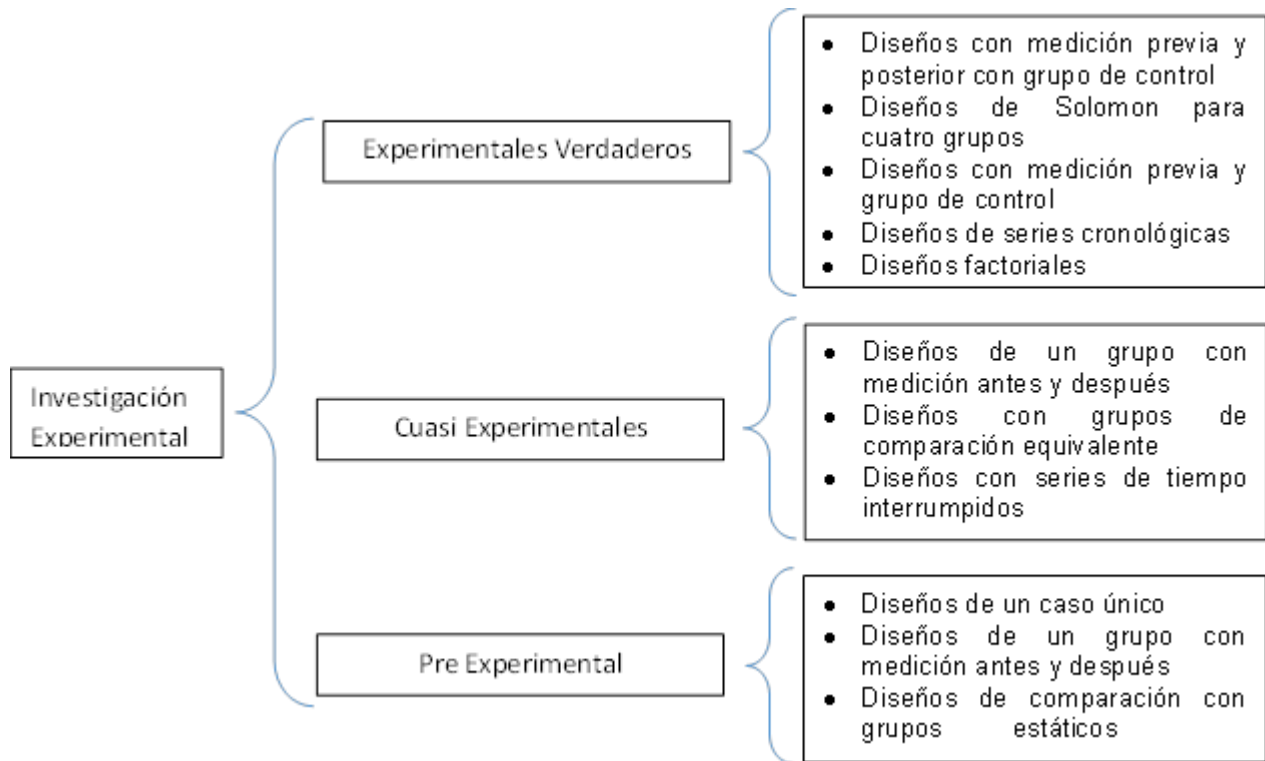 Investigación
Experimental
Experimentales Verdaderos
● Diseños con medición previa y
posterior con grupo de control
● Diseños de Solomon para
cuatro grupos
● Diseños con medición previa y
grupo de control
● Diseños de series cronológicas
● Diseños factoriales
Cuasi Experimentales
● Diseños de un grupo con
medición antes y después
● Diseños con grupos de
comparación equivalente
● Diseños con series de tiempo
interrumpidos
Pre Experimental
● Diseños de un caso único
● Diseños de un grupo con
medición antes y después
● Diseños de comparación con
grupos estáticos